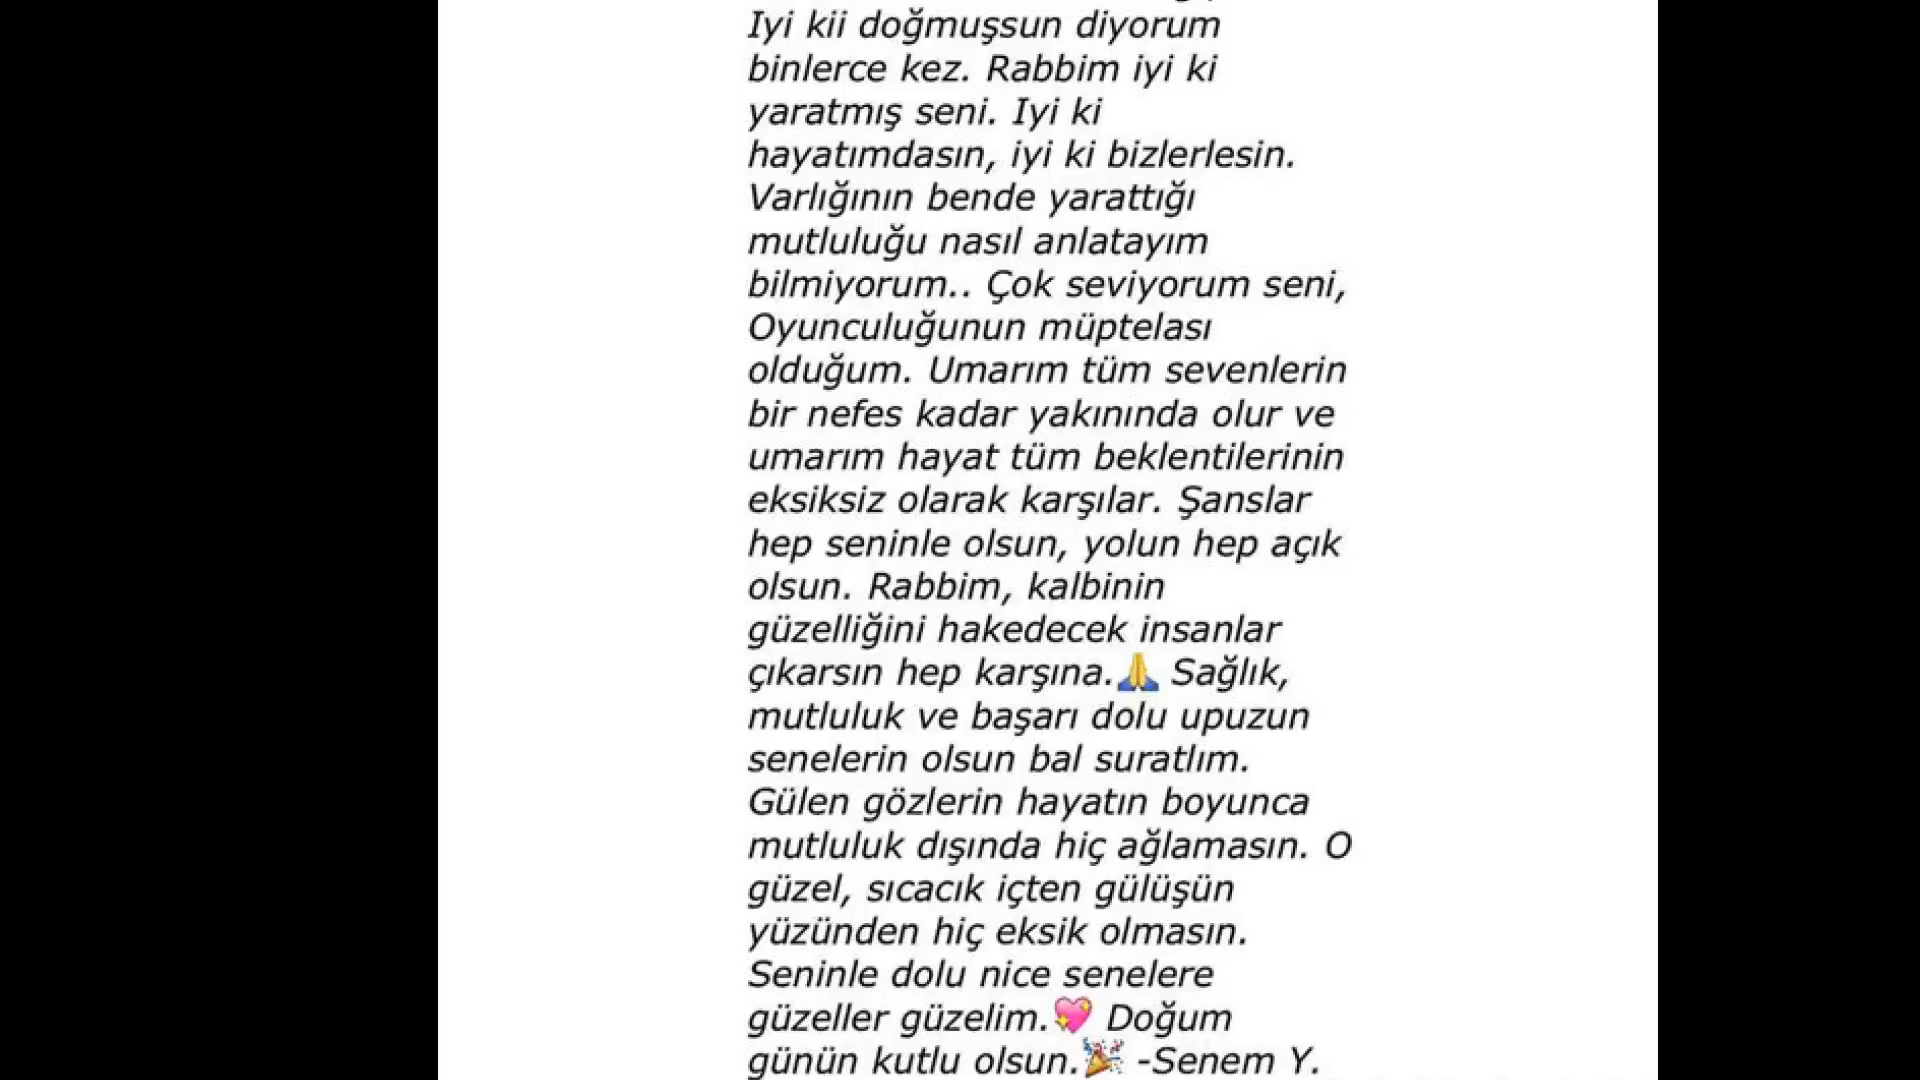 Iyi kii doğmuşsun diyorum
binlerce kez. Rabbim iyi ki
yaratmış seni. Iyi ki
hayatımdasın, iyi ki bizlerlesin.
Varlığının bende yarattığı
mutluluğu nasıl anlatayım
bilmiyorum.. Çok seviyorum seni,
Oyunculuğunun müptelası
olduğum. Umarım tüm sevenlerin
bir nefes kadar yakınında olur ve
umarım hayat tüm beklentilerinin
eksiksiz olarak karşılar. Şanslar
hep seninle olsun, yolun hep açık
olsun. Rabbim, kalbinin
güzelliğini hakedecek insanlar
çıkarsın hep karşına.🙏 Sağlık,
mutluluk ve başarı dolu upuzun
senelerin olsun bal suratlım.
Gülen gözlerin hayatın boyunca
mutluluk dışında hiç ağlamasın. O
güzel, sıcacık içten gülüşün
yüzünden hiç eksik olmasın.
Seninle dolu nice senelere
güzeller güzelim.💖 Doğum
günün kutlu olsun.🎉 -Senem Y.